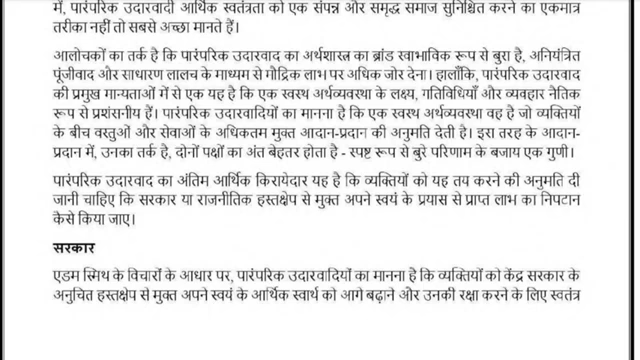 में, पारंपरिक उदारवादी आर्थिक स्वतंत्रता को एक संपन्न और समृद्ध समाज सुनिश्चित करने का एकमात्र
तरीका नहीं तो सबसे अच्छा मानते हैं।
आलोचकों का तर्क है कि पारंपरिक उदारवाद का अर्थशास्त्र का ब्रांड स्वाभाविक रूप से बुरा है, अनियंत्रित
पूंजीवाद और साधारण लालच के माध्यम से मौद्रिक लाभ पर अधिक जोर देना। हालाँकि, पारंपरिक उदारवाद
की प्रमुख मान्यताओं में से एक यह है कि एक स्वस्थ अर्थव्यवस्था के लक्ष्य, गतिविधियाँ और व्यवहार नैतिक
रूप से प्रशंसनीय हैं। पारंपरिक उदारवादियों का मानना है कि एक स्वस्थ अर्थव्यवस्था वह है जो व्यक्तियों
के बीच वस्तुओं और सेवाओं के अधिकतम मुक्त आदान-प्रदान की अनुमति देती है। इस तरह के आदान-
प्रदान में, उनका तर्क है, दोनों पक्षों का अंत बेहतर होता है - स्पष्ट रूप से बुरे परिणाम के बजाय एक गुणी।
पारंपरिक उदारवाद का अंतिम आर्थिक किरायेदार यह है कि व्यक्तियों को यह तय करने की अनुमति दी
जानी चाहिए कि सरकार या राजनीतिक हस्तक्षेप से मुक्त अपने स्वयं के प्रयास से प्राप्त लाभ का निपटान
कैसे किया जाए।
सरकार
एडम स्मिथ के विचारों के आधार पर, पारंपरिक उदारवादियों का मानना है कि व्यक्तियों को केंद्र सरकार के
अनुचित हस्तक्षेप से मुक्त अपने स्वयं के आर्थिक स्वार्थ को आगे बढ़ाने और उनकी रक्षा करने के लिए स्वतंत्र